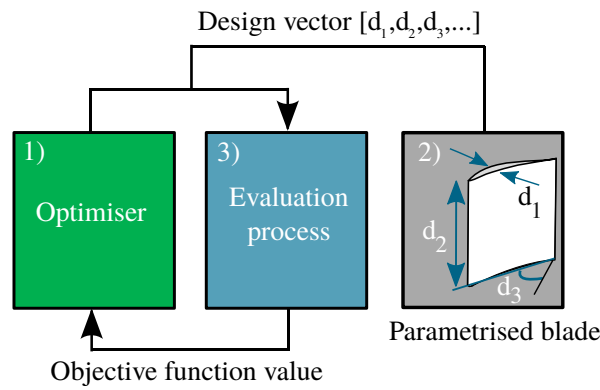 Design vector [d₁,d₂,d₃,...]
1)
Optimiser
3)
Evaluation
process
2)
d₁
d₂
d₃
Parametrised blade
Objective function value